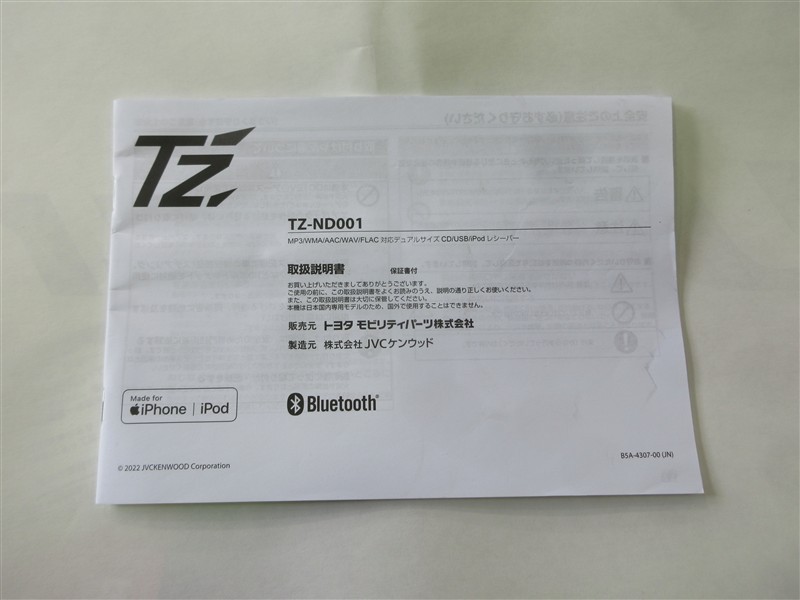 TZ
TZ-ND001
MP3/WMA/AAC/WAV/FLAC 対応デュアルサイズ CD/USB/iPod レシーバー
取扱説明書 保証書付
お買い上げいただきましてありがとうございます。
ご使用の前に、この取扱説明書をよくお読みのうえ、説明の通り正しくお使いください。
また、この取扱説明書は大切に保管してください。
本機は日本国内専用モデルのため、国外で使用することはできません。
販売元 トヨタ モビリティパーツ株式会社
製造元 株式会社JVCケンウッド
Made for
iPhone | iPod
Bluetooth®
© 2022 JVCKENWOOD Corporation
B5A-4307-00 (JN)